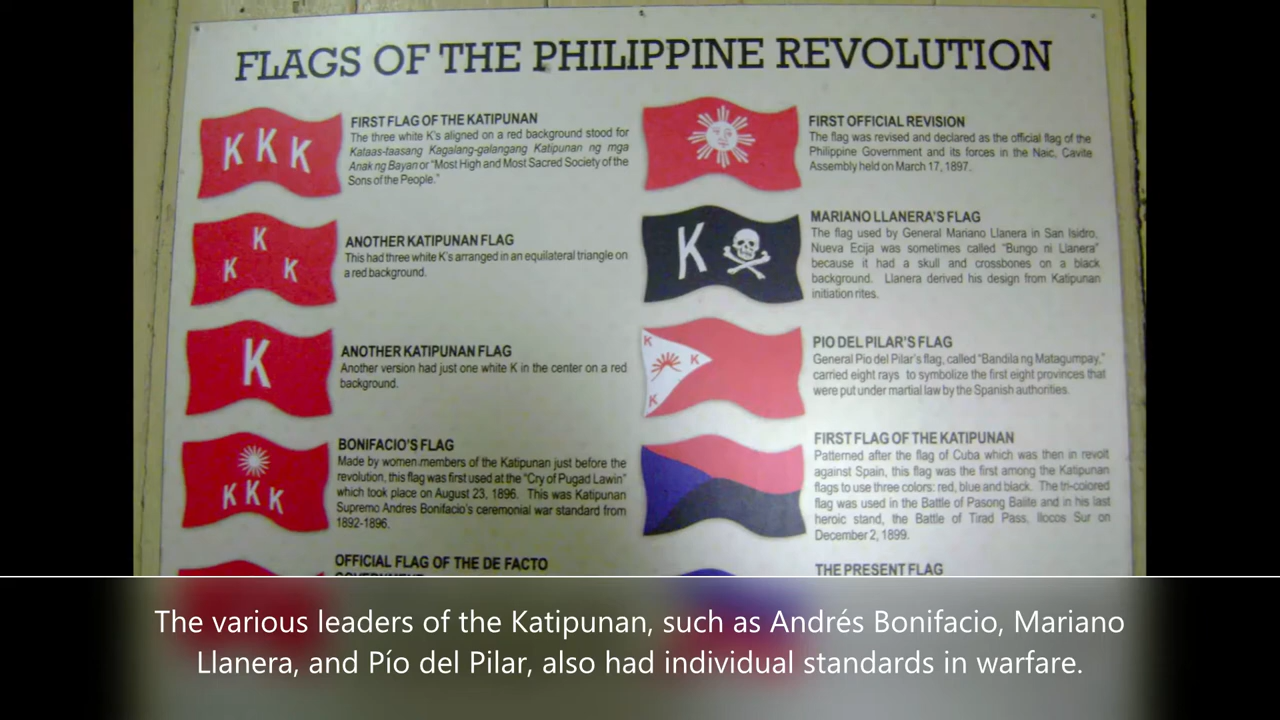 FLAGS OF THE PHILIPPINE REVOLUTION
KKK
FIRST FLAG OF THE KATIPUNAN
The three white K's aligned on a red background stood for
Kataas-taasang Kagalang-galangang Katipunan ng mga
Anak ng Bayan or "Most High and Most Sacred Society of the
Sons of the People."
K
K K
ANOTHER KATIPUNAN FLAG
This had three white K's arranged in an equilateral triangle on
a red background.
K
ANOTHER KATIPUNAN FLAG
Another version had just one white K in the center on a red
background.
KKK
BONIFACIO'S FLAG
Made by women members of the Katipunan just before the
revolution, this flag was first used at the "Cry of Pugad Lawin"
which took place on August 23, 1896. This was Katipunan
Supremo Andres Bonifacio's ceremonial war standard from
1892-1896.
OFFICIAL FLAG OF THE DE FACTO
FIRST OFFICIAL REVISION
The flag was revised and declared as the official flag of the
Philippine Government and its forces in the Naic, Cavite
Assembly held on March 17, 1897.
K
MARIANO LLANERA'S FLAG
The flag used by General Mariano Llanera in San Isidro,
Nueva Ecija was sometimes called "Bungo ni Llanera"
because it had a skull and crossbones on a black
background. Llanera derived his design from Katipunan
initiation rites.
K
K
K
PIO DEL PILAR'S FLAG
General Pio del Pilar's flag, called "Bandila ng Matagumpay,"
carried eight rays to symbolize the first eight provinces that
were put under martial law by the Spanish authorities.
FIRST FLAG OF THE KATIPUNAN
Patterned after the flag of Cuba which was then in revolt
against Spain, this flag was the first among the Katipunan
flags to use three colors: red, blue and black. The tri-colored
flag was used in the Battle of Pasong Balite and in his last
heroic stand, the Battle of Tirad Pass, Ilocos Sur on
December 2, 1899.
THE PRESENT FLAG
The various leaders of the Katipunan, such as Andrés Bonifacio, Mariano
Llanera, and Pío del Pilar, also had individual standards in warfare.